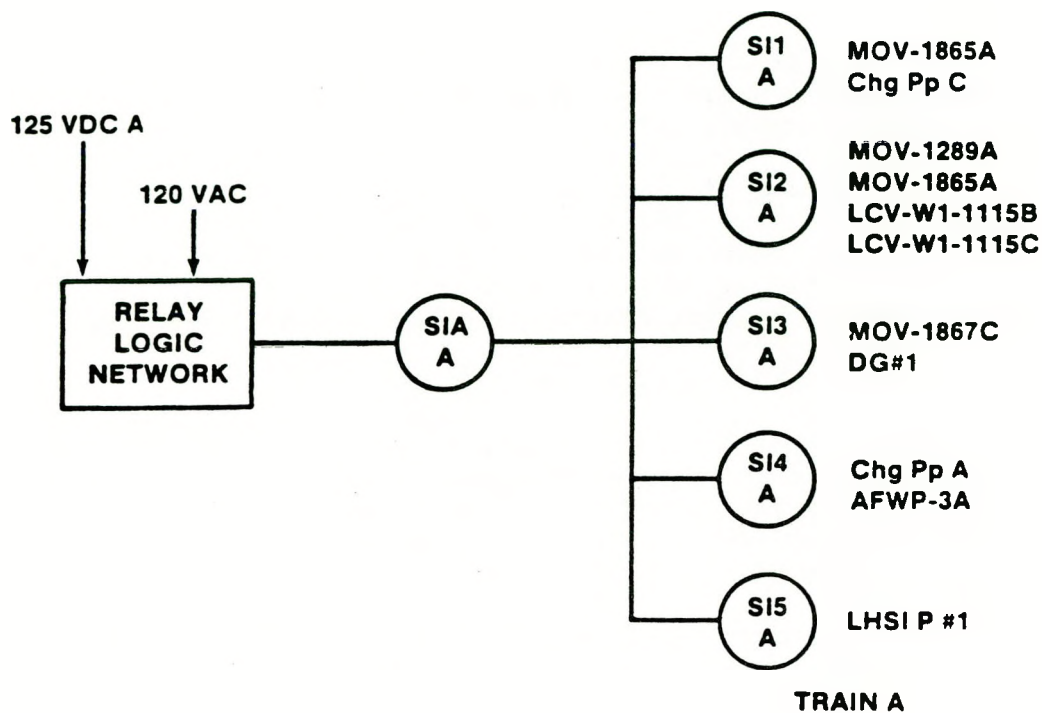 125 VDC A
120 VAC
RELAY
LOGIC
NETWORK
SIA
A
SI1
A
MOV-1865A
Chg Pp C
SI2
A
MOV-1289A
MOV-1865A
LCV-W1-1115B
LCV-W1-1115C
SI3
A
MOV-1867C
DG#1
SI4
A
Chg Pp A
AFWP-3A
SI5
A
LHSI P #1
TRAIN A